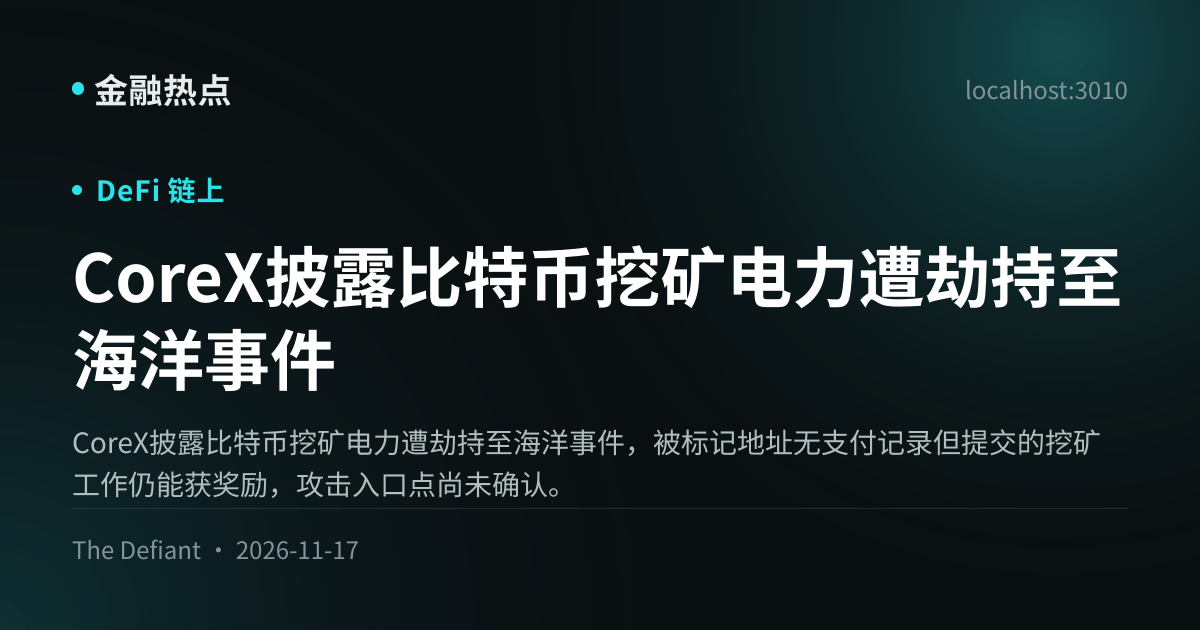 金融热点
localhost:3010
DeFi 链上
CoreX披露比特币挖矿电力遭劫持至
海洋事件
CoreX披露比特币挖矿电力遭劫持至海洋事件，被标记地址无支付记录但提交的挖矿
工作仍能获奖励，攻击入口点尚未确认。
The Defiant • 2026-11-17